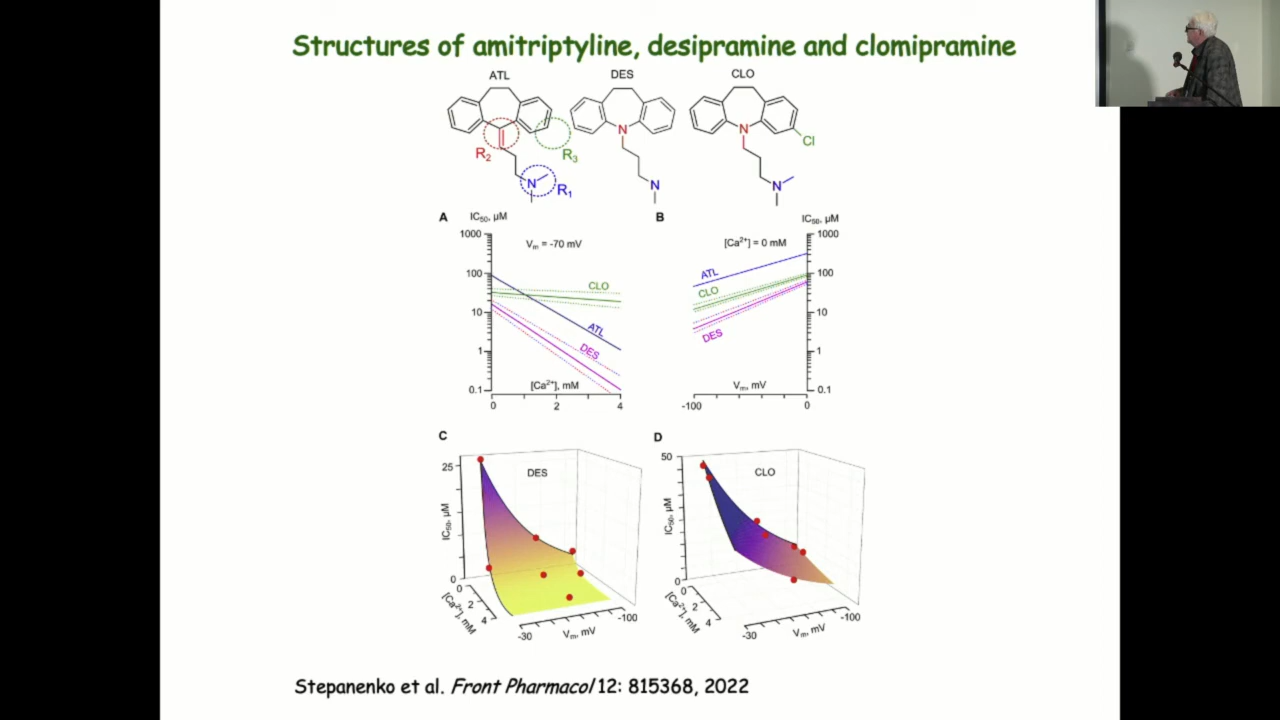 Structures of amitriptyline, desipramine and clomipramine
ATL
DES
CLO
R2
R3
N
R1
N
N
N
Cl
N
A
IC50, µM
1000
100
10
1
0.1
Vm = -70 mV
CLO
ATL
DES
[Ca2+], mM
0
2
4
B
IC50, µM
[Ca2+] = 0 mM
1000
100
10
1
0.1
ATL
CLO
DES
Vm, mV
-100
0
C
DES
25
0
IC50, µM
0
2
4
[Ca2+], mM
-30
Vm, mV
-100
D
CLO
50
0
IC50, µM
0
2
4
[Ca2+], mM
-30
Vm, mV
-100
Stepanenko et al. Front Pharmacol 12: 815368, 2022